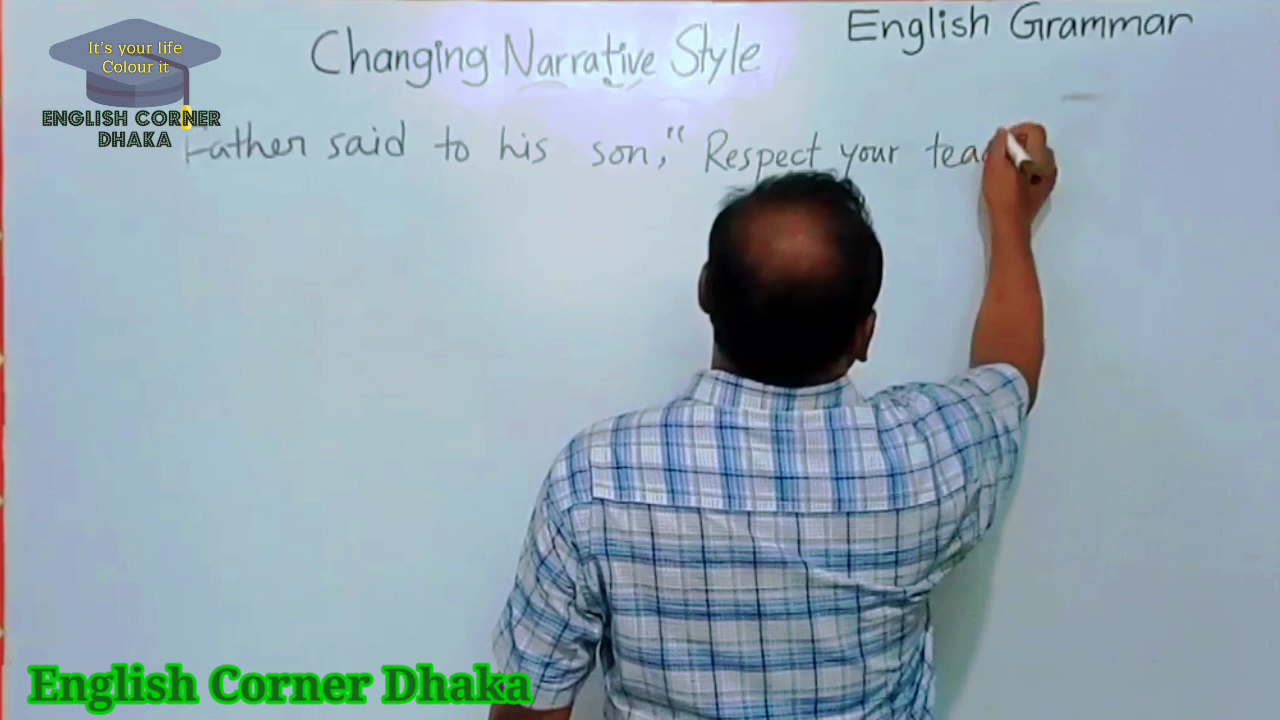 English Grammar
It's your life
Colour it
ENGLISH CORNER
DHAKA
Changing Narrative Style
Father said to his son, " Respect your tea
English Corner Dhaka